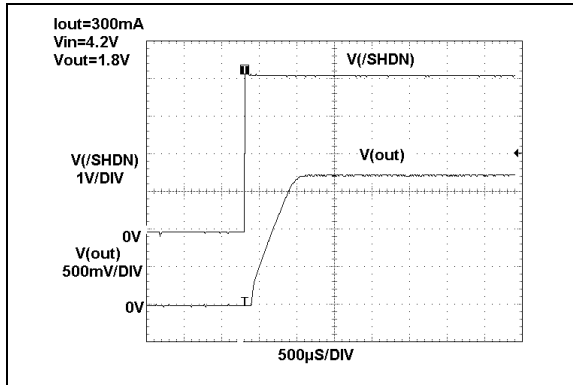 Iout=300mA
Vin=4.2V
Vout=1.8V
T
V(/SHDN)
V(/SHDN)
1V/DIV
V(out)
0V
V(out)
500mV/DIV
0V
T
500µS/DIV